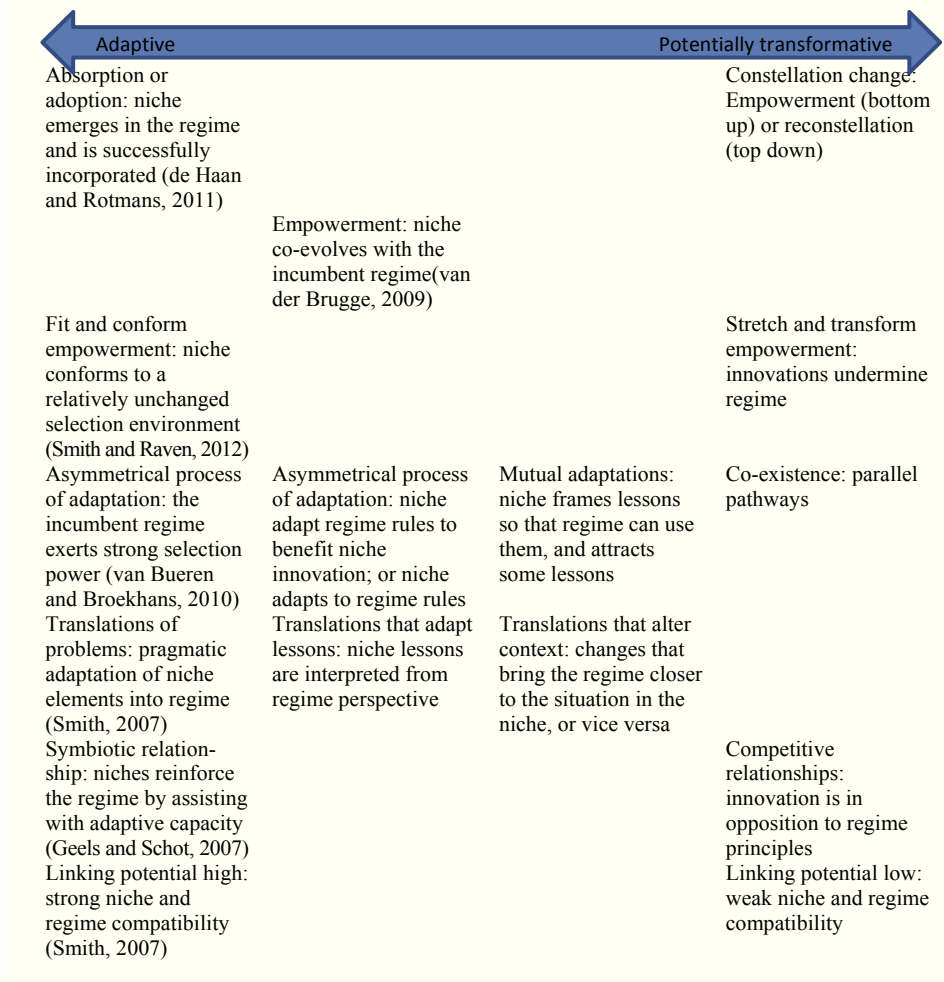 Adaptive
Potentially transformative
Absorption or
adoption: niche
emerges in the regime
and is successfully
incorporated (de Haan
and Rotmans, 2011)
Constellation change:
Empowerment (bottom
up) or reconstellation
(top down)
Empowerment: niche
co-evolves with the
incumbent regime(van
der Brugge, 2009)
Fit and conform
empowerment: niche
conforms to a
relatively unchanged
selection environment
(Smith and Raven, 2012)
Stretch and transform
empowerment:
innovations undermine
regime
Asymmetrical process
of adaptation: the
incumbent regime
exerts strong selection
power (van Bueren
and Broekhans, 2010)
Asymmetrical process
of adaptation: niche
adapt regime rules to
benefit niche
innovation; or niche
adapts to regime rules
Mutual adaptations:
niche frames lessons
so that regime can use
them, and attracts
some lessons
Co-existence: parallel
pathways
Translations of
problems: pragmatic
adaptation of niche
elements into regime
(Smith, 2007)
Translations that adapt
lessons: niche lessons
are interpreted from
regime perspective
Translations that alter
context: changes that
bring the regime closer
to the situation in the
niche, or vice versa
Symbiotic relation-
ship: niches reinforce
the regime by assisting
with adaptive capacity
(Geels and Schot, 2007)
Competitive
relationships:
innovation is in
opposition to regime
principles
Linking potential high:
strong niche and
regime compatibility
(Smith, 2007)
Linking potential low:
weak niche and regime
compatibility